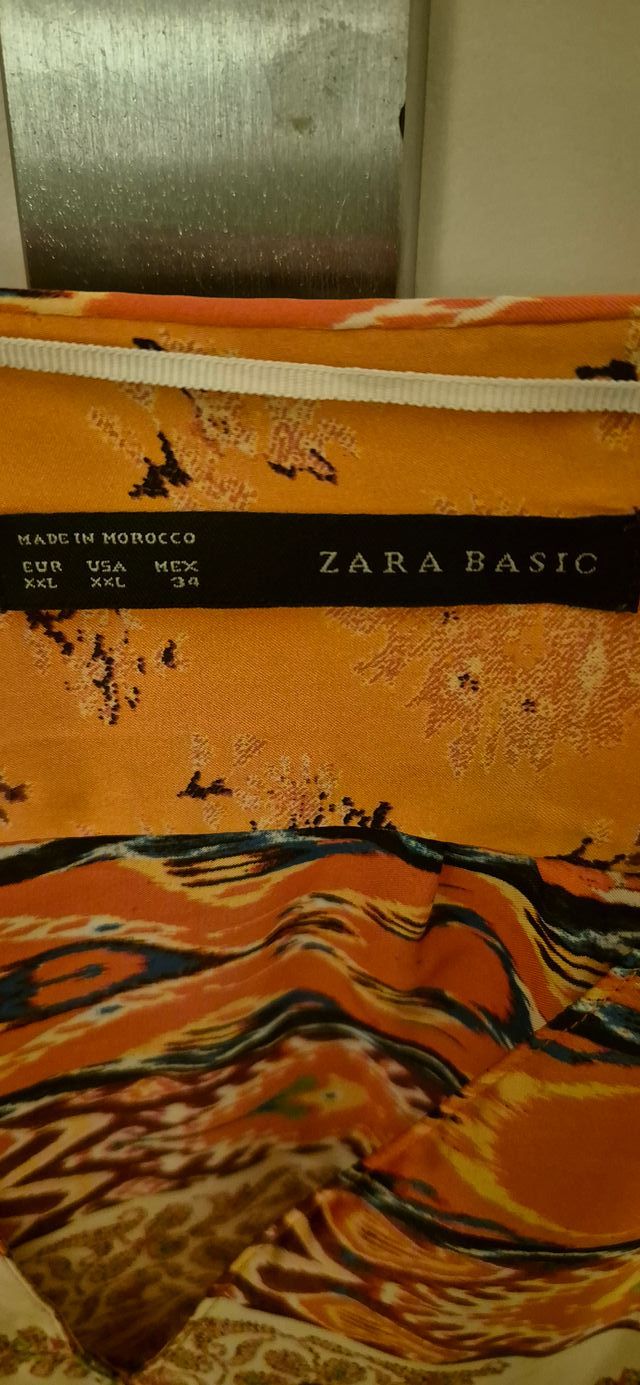 MADE IN MOROCCO
EUR USA MEX
XXL XXL 34
ZARA BASIC